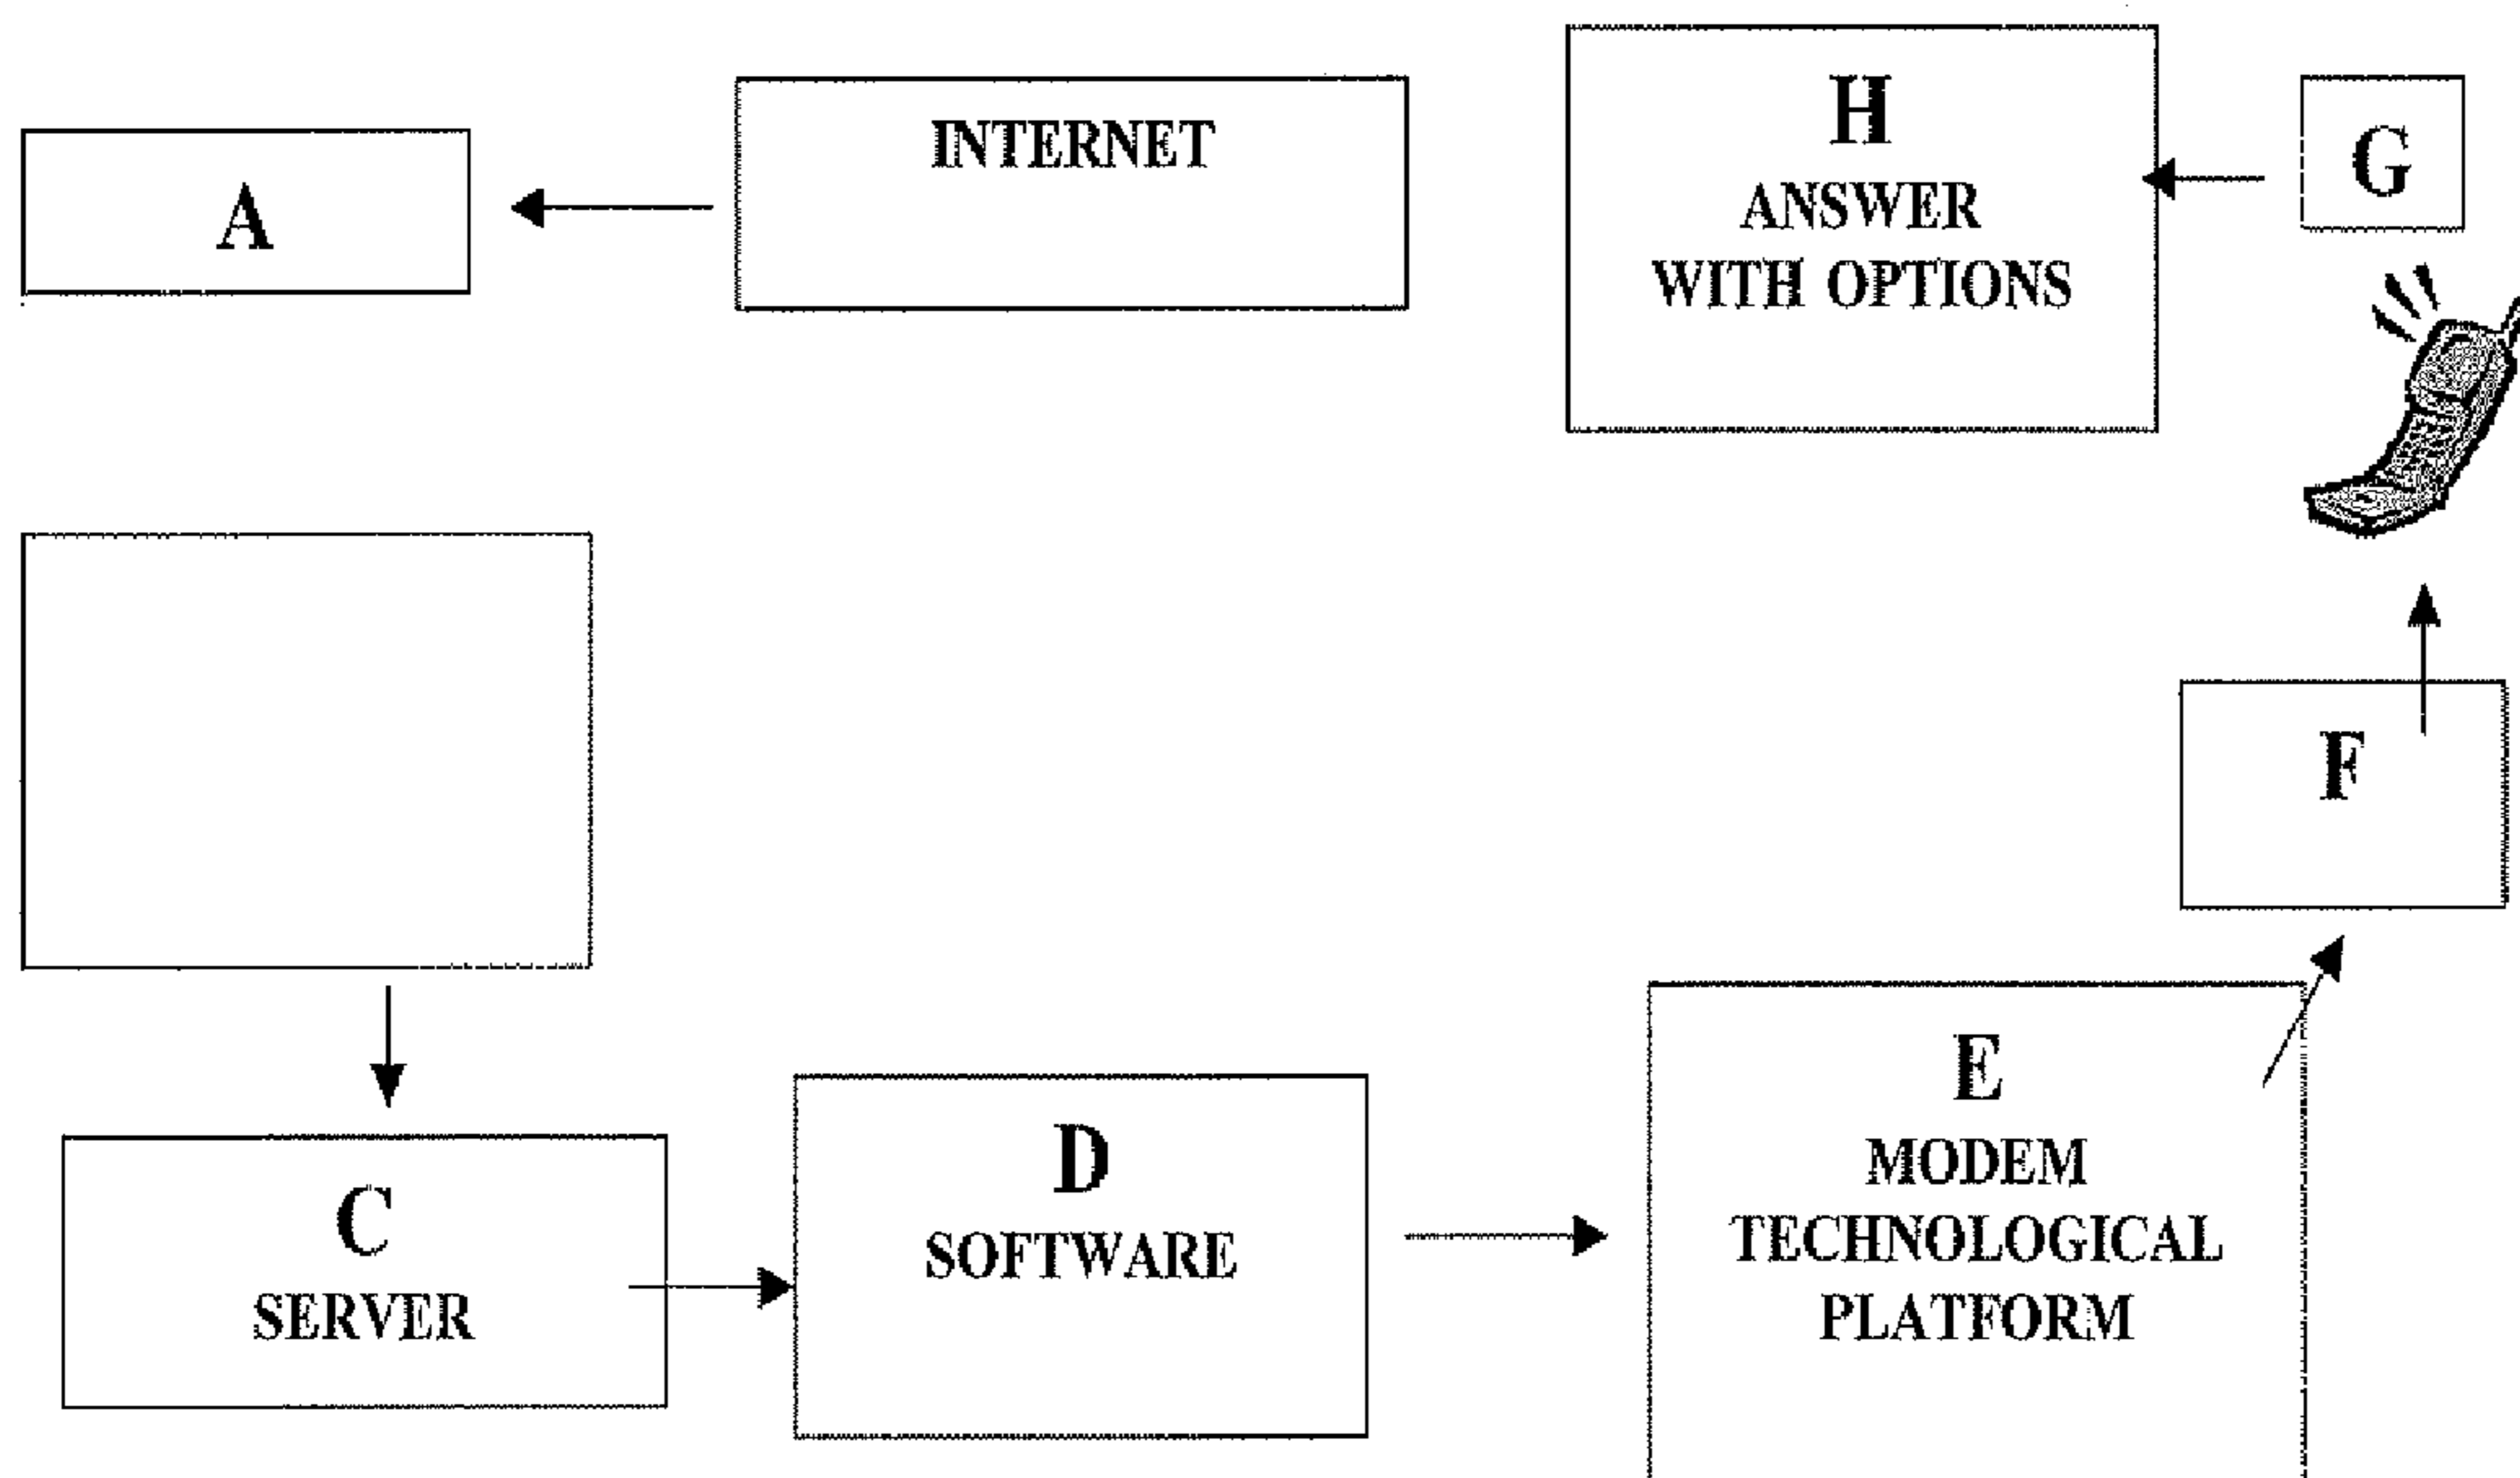 A
INTERNET
H
ANSWER
WITH OPTIONS
G
F
C
SERVER
D
SOFTWARE
E
MODEM
TECHNOLOGICAL
PLATFORM